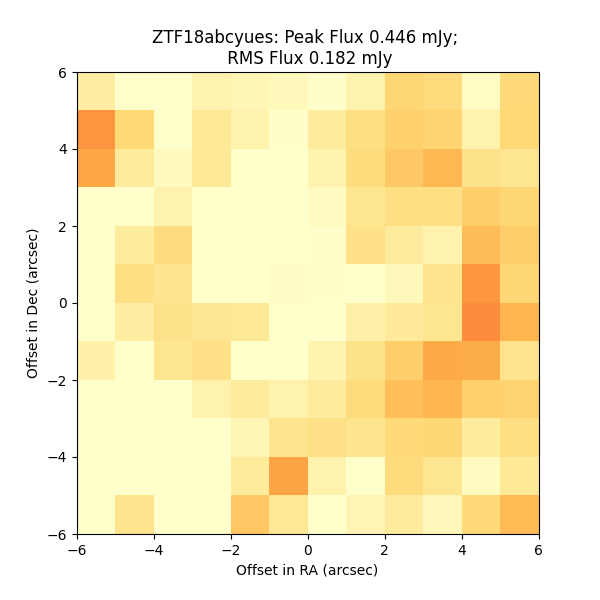 ZTF18abcyues: Peak Flux 0.446 mJy;
RMS Flux 0.182 mJy
6
4
2
0
−2
−4
−6
Offset in Dec (arcsec)
−6 −4 −2 0 2 4 6
Offset in RA (arcsec)